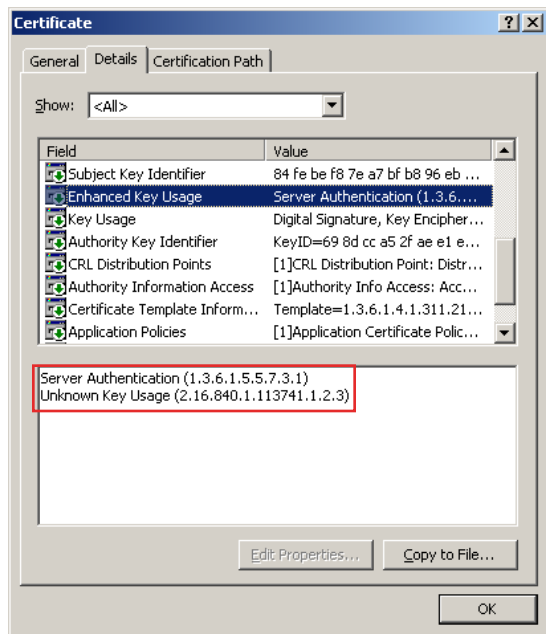 Certificate
General Details Certification Path
Show: <All>
Field Value
Subject Key Identifier 84 fe be f8 7e a7 bf b8 96 eb ...
Enhanced Key Usage Server Authentication (1.3.6....
Key Usage Digital Signature, Key Encipher...
Authority Key Identifier KeyID=69 8d cc a5 2f ae e1 e...
CRL Distribution Points [1]CRL Distribution Point: Distr...
Authority Information Access [1]Authority Info Access: Acc...
Certificate Template Inform... Template=1.3.6.1.4.1.311.21...
Application Policies [1]Application Certificate Polic...
Server Authentication (1.3.6.1.5.5.7.3.1)
Unknown Key Usage (2.16.840.1.113741.1.2.3)
Edit Properties... Copy to File...
OK